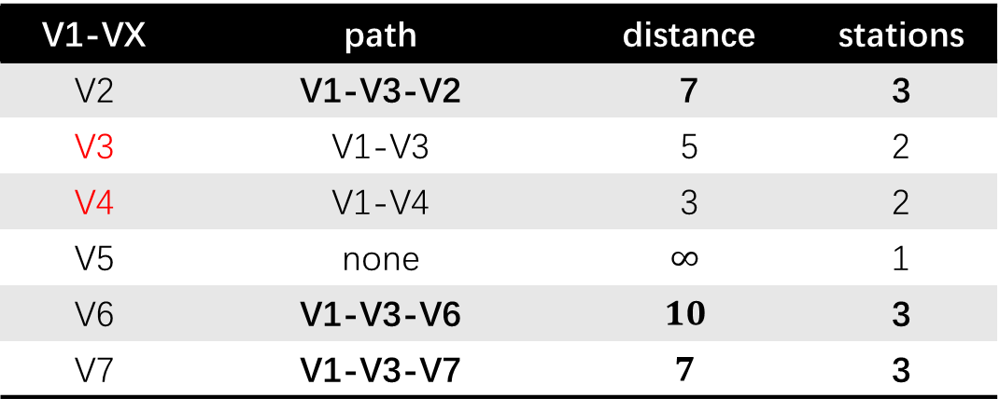 V1-VX path distance stations
V2 V1-V3-V2 7 3
V3 V1-V3 5 2
V4 V1-V4 3 2
V5 none ∞ 1
V6 V1-V3-V6 10 3
V7 V1-V3-V7 7 3